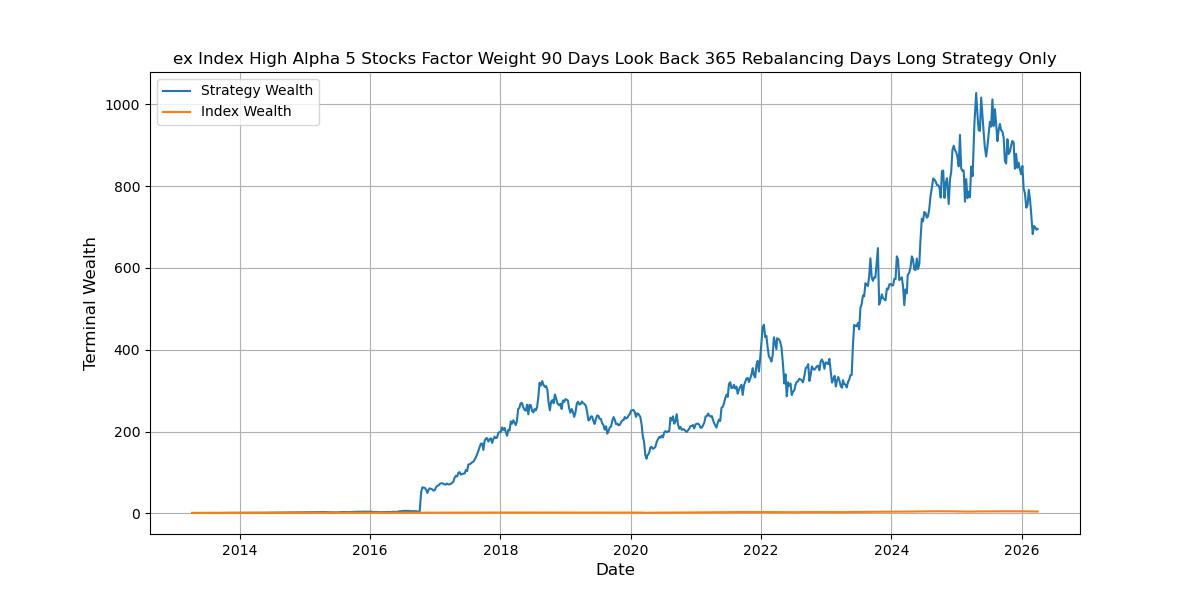 ex Index High Alpha 5 Stocks Factor Weight 90 Days Look Back 365 Rebalancing Days Long Strategy Only
Strategy Wealth
Index Wealth
1000
800
600
400
200
0
Terminal Wealth
2014 2016 2018 2020 2022 2024 2026
Date